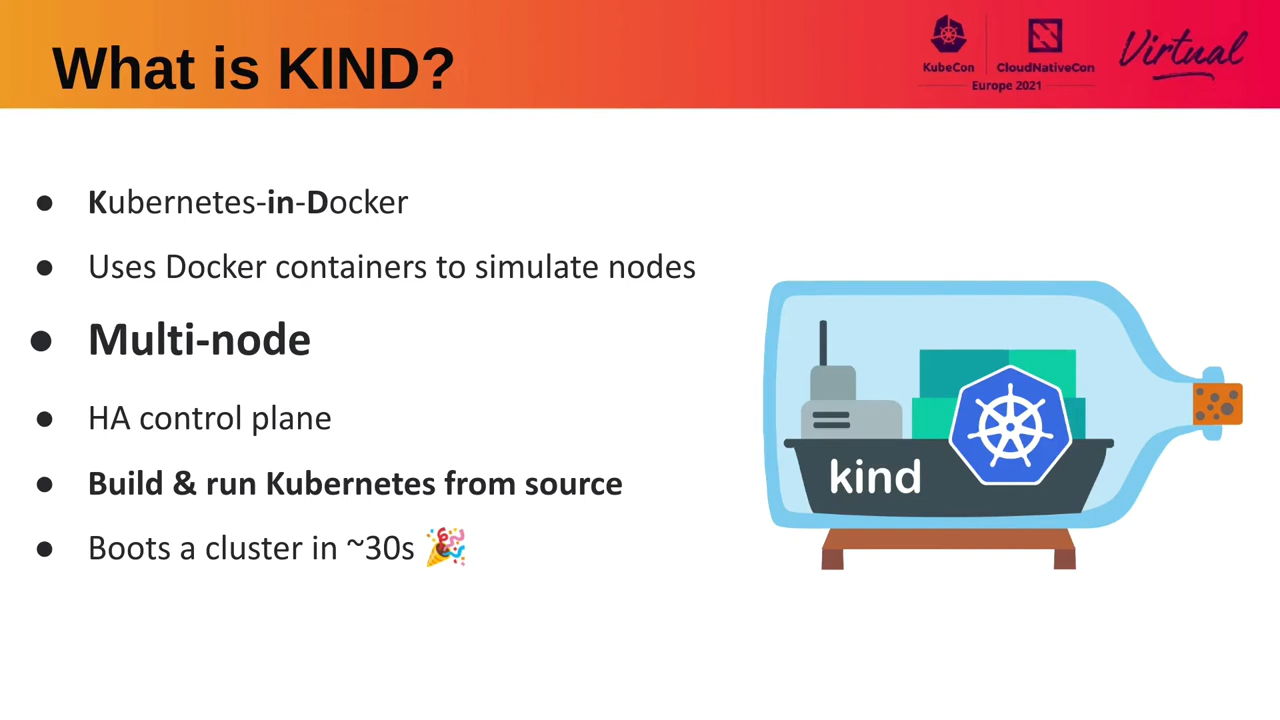 What is KIND?
KubeCon
CloudNativeCon
Europe 2021
Virtual
● Kubernetes-in-Docker
● Uses Docker containers to simulate nodes
● Multi-node
● HA control plane
● Build & run Kubernetes from source
● Boots a cluster in ~30s 🎉
kind